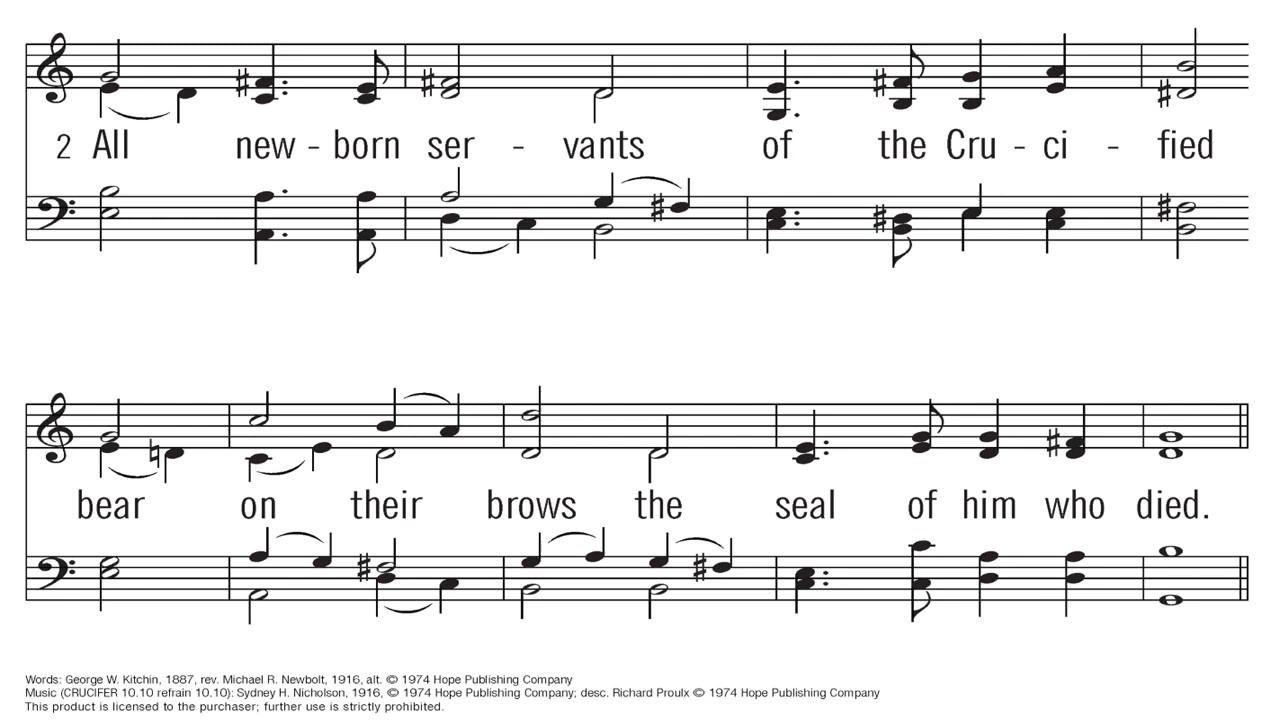 2 All new - born ser - vants of the Cru - ci - fied
bear on their brows the seal of him who died.
Words: George W. Kitchin, 1887, rev. Michael R. Newbolt, 1916, alt. © 1974 Hope Publishing Company
Music (CRUCIFER 10.10 refrain 10.10): Sydney H. Nicholson, 1916, © 1974 Hope Publishing Company; desc. Richard Proulx © 1974 Hope Publishing Company
This product is licensed to the purchaser; further use is strictly prohibited.